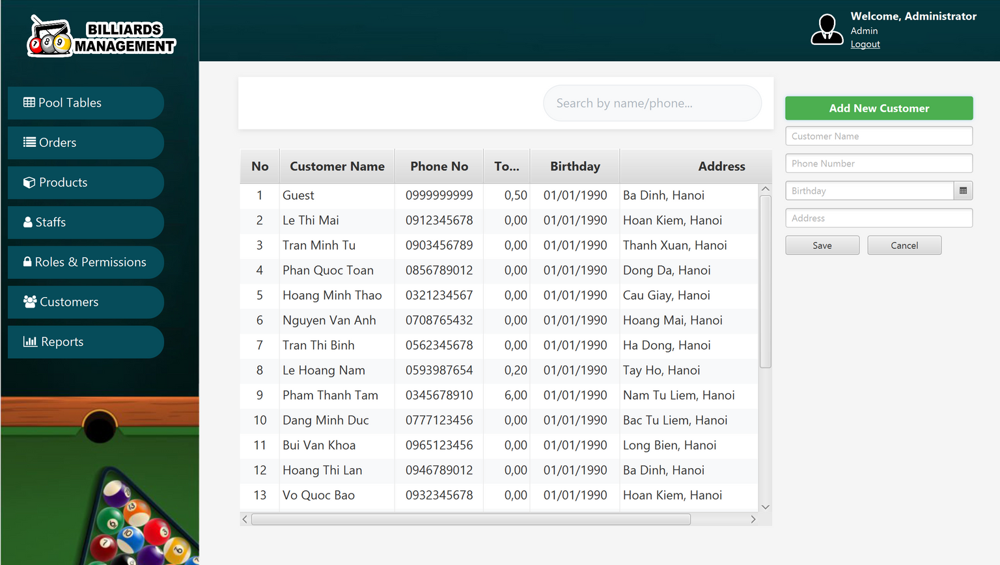 BILLIARDS
MANAGEMENT
7 8 9
Welcome, Administrator
Admin
Logout
Pool Tables
Orders
Products
Staffs
Roles & Permissions
Customers
Reports
Search by name/phone...
No Customer Name Phone No To... Birthday Address
1 Guest 0999999999 0,50 01/01/1990 Ba Dinh, Hanoi
2 Le Thi Mai 0912345678 0,00 01/01/1990 Hoan Kiem, Hanoi
3 Tran Minh Tu 0903456789 0,00 01/01/1990 Thanh Xuan, Hanoi
4 Phan Quoc Toan 0856789012 0,00 01/01/1990 Dong Da, Hanoi
5 Hoang Minh Thao 0321234567 0,00 01/01/1990 Cau Giay, Hanoi
6 Nguyen Van Anh 0708765432 0,00 01/01/1990 Hoang Mai, Hanoi
7 Tran Thi Binh 0562345678 0,00 01/01/1990 Ha Dong, Hanoi
8 Le Hoang Nam 0593987654 0,20 01/01/1990 Tay Ho, Hanoi
9 Pham Thanh Tam 0345678910 6,00 01/01/1990 Nam Tu Liem, Hanoi
10 Dang Minh Duc 0777123456 0,00 01/01/1990 Bac Tu Liem, Hanoi
11 Bui Van Khoa 0965123456 0,00 01/01/1990 Long Bien, Hanoi
12 Hoang Thi Lan 0946789012 0,00 01/01/1990 Ba Dinh, Hanoi
13 Vo Quoc Bao 0932345678 0,00 01/01/1990 Hoan Kiem, Hanoi
Add New Customer
Customer Name
Phone Number
Birthday
Address
Save Cancel
13
6 3
10
7 16